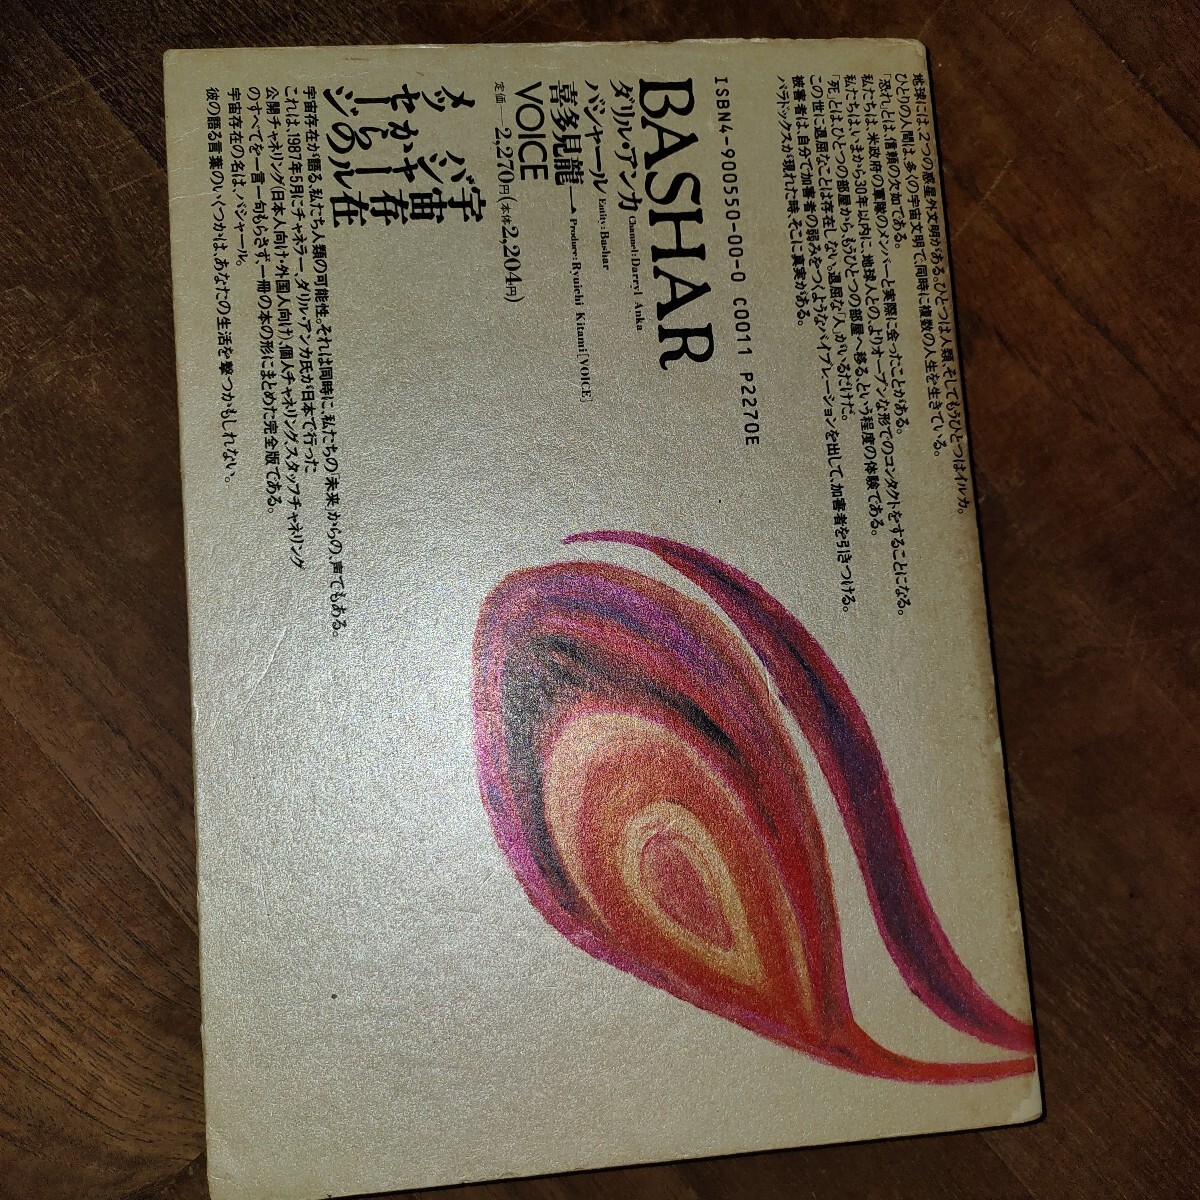 地球には、2つの惑星外文明がある。ひとつは人類、そしてもうひとつはイルカ。
ひとりの人間は、多くの宇宙文明で、同時に複数の人生を生きている。
「恐れ」とは、信頼の欠如である。
私たちは、米政府の軍隊のメンバーと実際に会ったことがある。
私たちは、いまから30年以内に、地球人との、よりオープンな形でのコンタクトをすることになる。
「死」とは、ひとつの部屋から、もうひとつの部屋へ移る、という程度の体験である。
この世に退屈なことは存在しない。退屈な「人」がいるだけだ。
被害者は、自分で加害者の弱みをつくようなバイブレーションを出して、加害者を引きつける。
パラドックスが現れた時、そこに真実がある。
ISBN4-900550-00-0 C0011 P2270E
BASHAR
ダリル・アンカ Channel: Darryl Anka
バシャール Entity: Bashar
喜多見龍一 Producer: Ryuichi Kitami [VOICE]
VOICE
定価—2,270円(本体2,204円)
宇宙存在
バシャール
からの
メッセージ
宇宙存在が語る、私たち人類の可能性。それは同時に、私たちの「未来」からの、声でもある。
これは、1987年5月にチャネラー、ダリル・アンカ氏が日本で行った
公開チャネリング(日本人向け・外国人向け)、個人チャネリング、スタッフチャネリング
のすべてを一言一句もらさず一冊の本の形にまとめた完全版である。
宇宙存在の名は、バシャール。
彼の語る言葉のいくつかは、あなたの生活を撃つかもしれない。